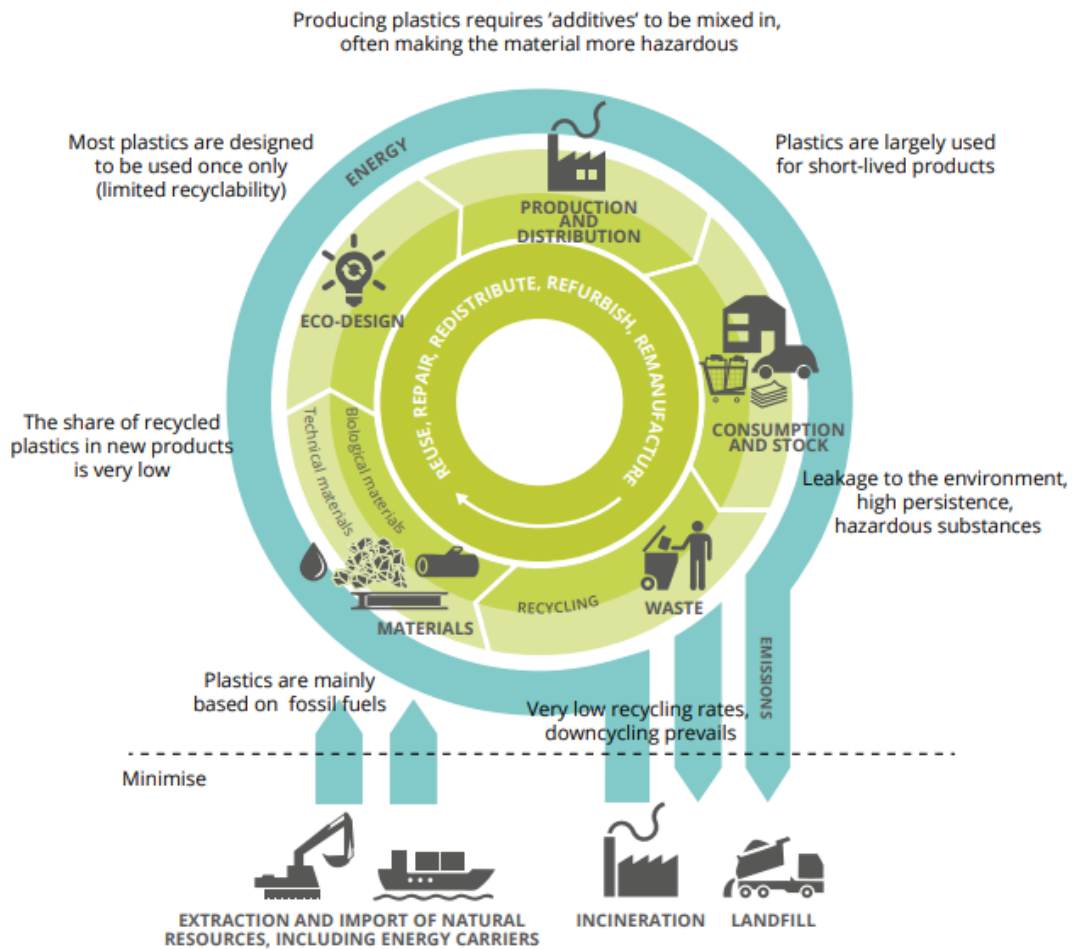 Producing plastics requires ‘additives’ to be mixed in,
often making the material more hazardous
Most plastics are designed
to be used once only
(limited recyclability)
ENERGY
Plastics are largely used
for short-lived products
PRODUCTION
AND
DISTRIBUTION
ECO-DESIGN
REUSE, REPAIR, REDISTRIBUTE, REFURBISH, REMANUFACTURE
The share of recycled
plastics in new products
is very low
Technical materials
Biological materials
CONSUMPTION
AND STOCK
Leakage to the environment,
high persistence,
hazardous substances
MATERIALS
RECYCLING
WASTE
EMISSIONS
Plastics are mainly
based on fossil fuels
Very low recycling rates,
downcycling prevails
Minimise
EXTRACTION AND IMPORT OF NATURAL
RESOURCES, INCLUDING ENERGY CARRIERS
INCINERATION
LANDFILL